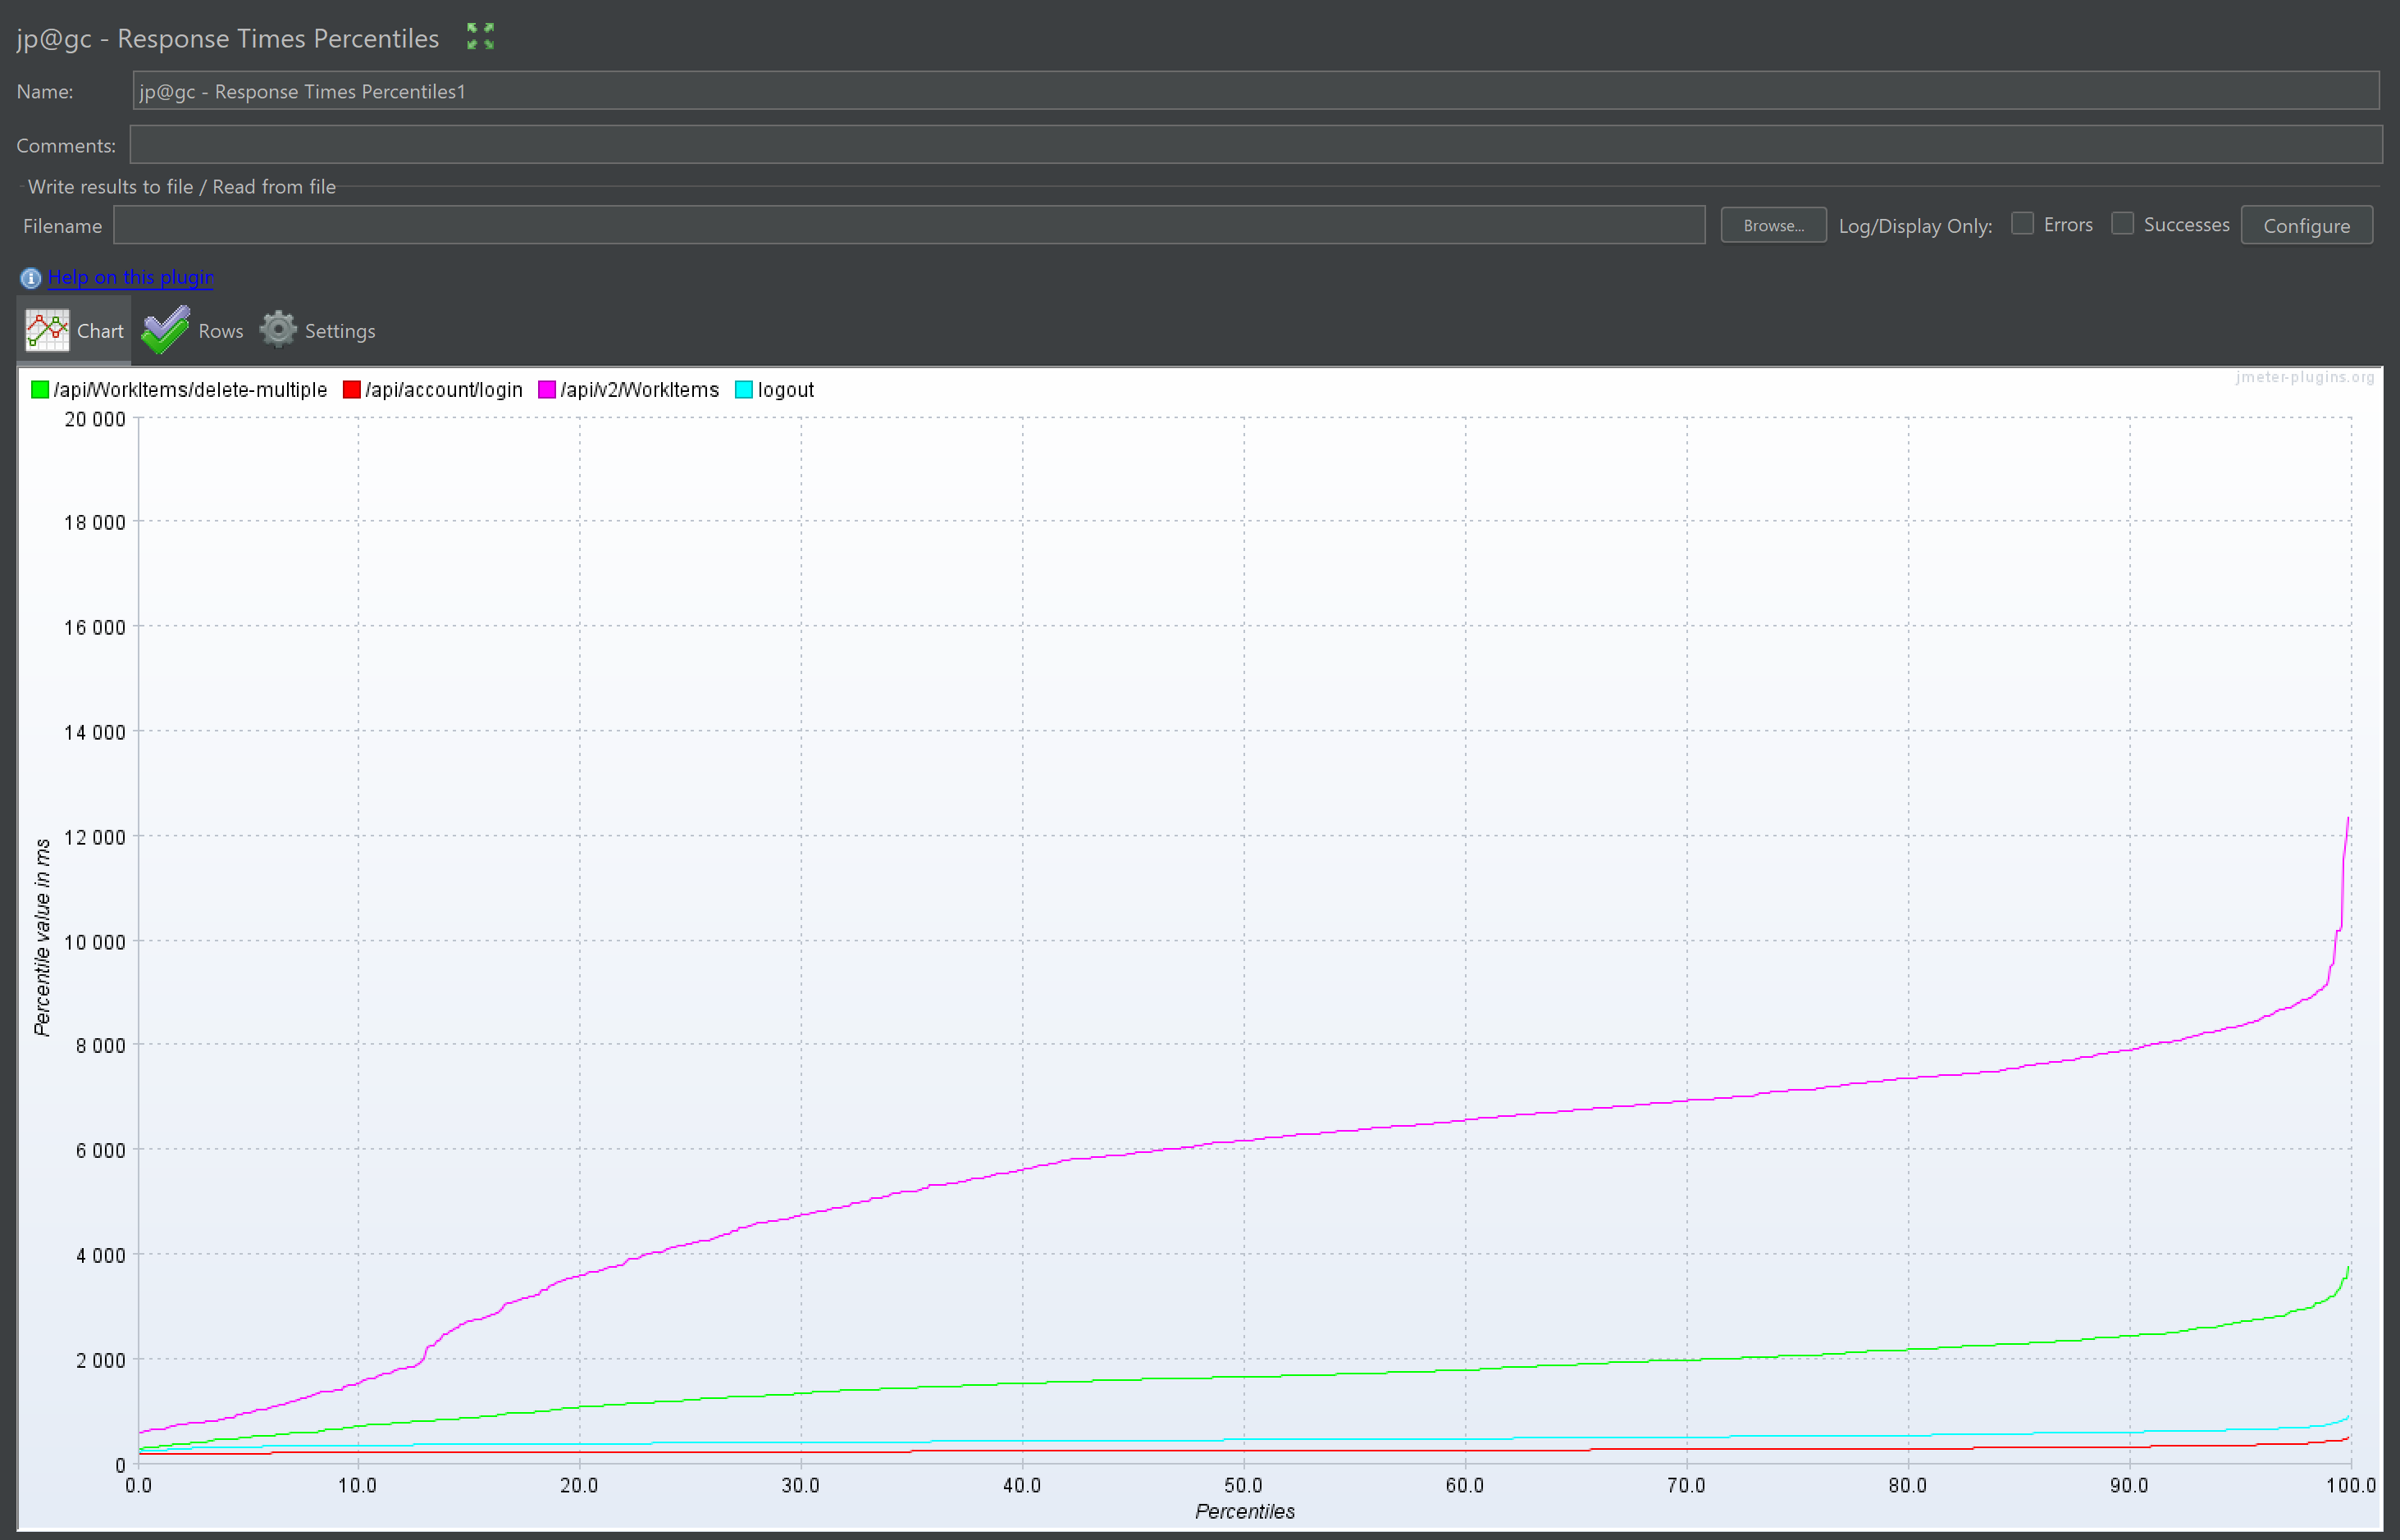 jp@gc - Response Times Percentiles
Name: jp@gc - Response Times Percentiles1
Comments:
Write results to file / Read from file
Filename Browse... Log/Display Only: Errors Successes Configure
Help on this plugin
Chart Rows Settings
jmeter-plugins.org
/api/WorkItems/delete-multiple /api/account/login /api/v2/WorkItems logout
20 000
18 000
16 000
14 000
12 000
10 000
8 000
6 000
4 000
2 000
0
Percentile value in ms
0.0 10.0 20.0 30.0 40.0 50.0 60.0 70.0 80.0 90.0 100.0
Percentiles